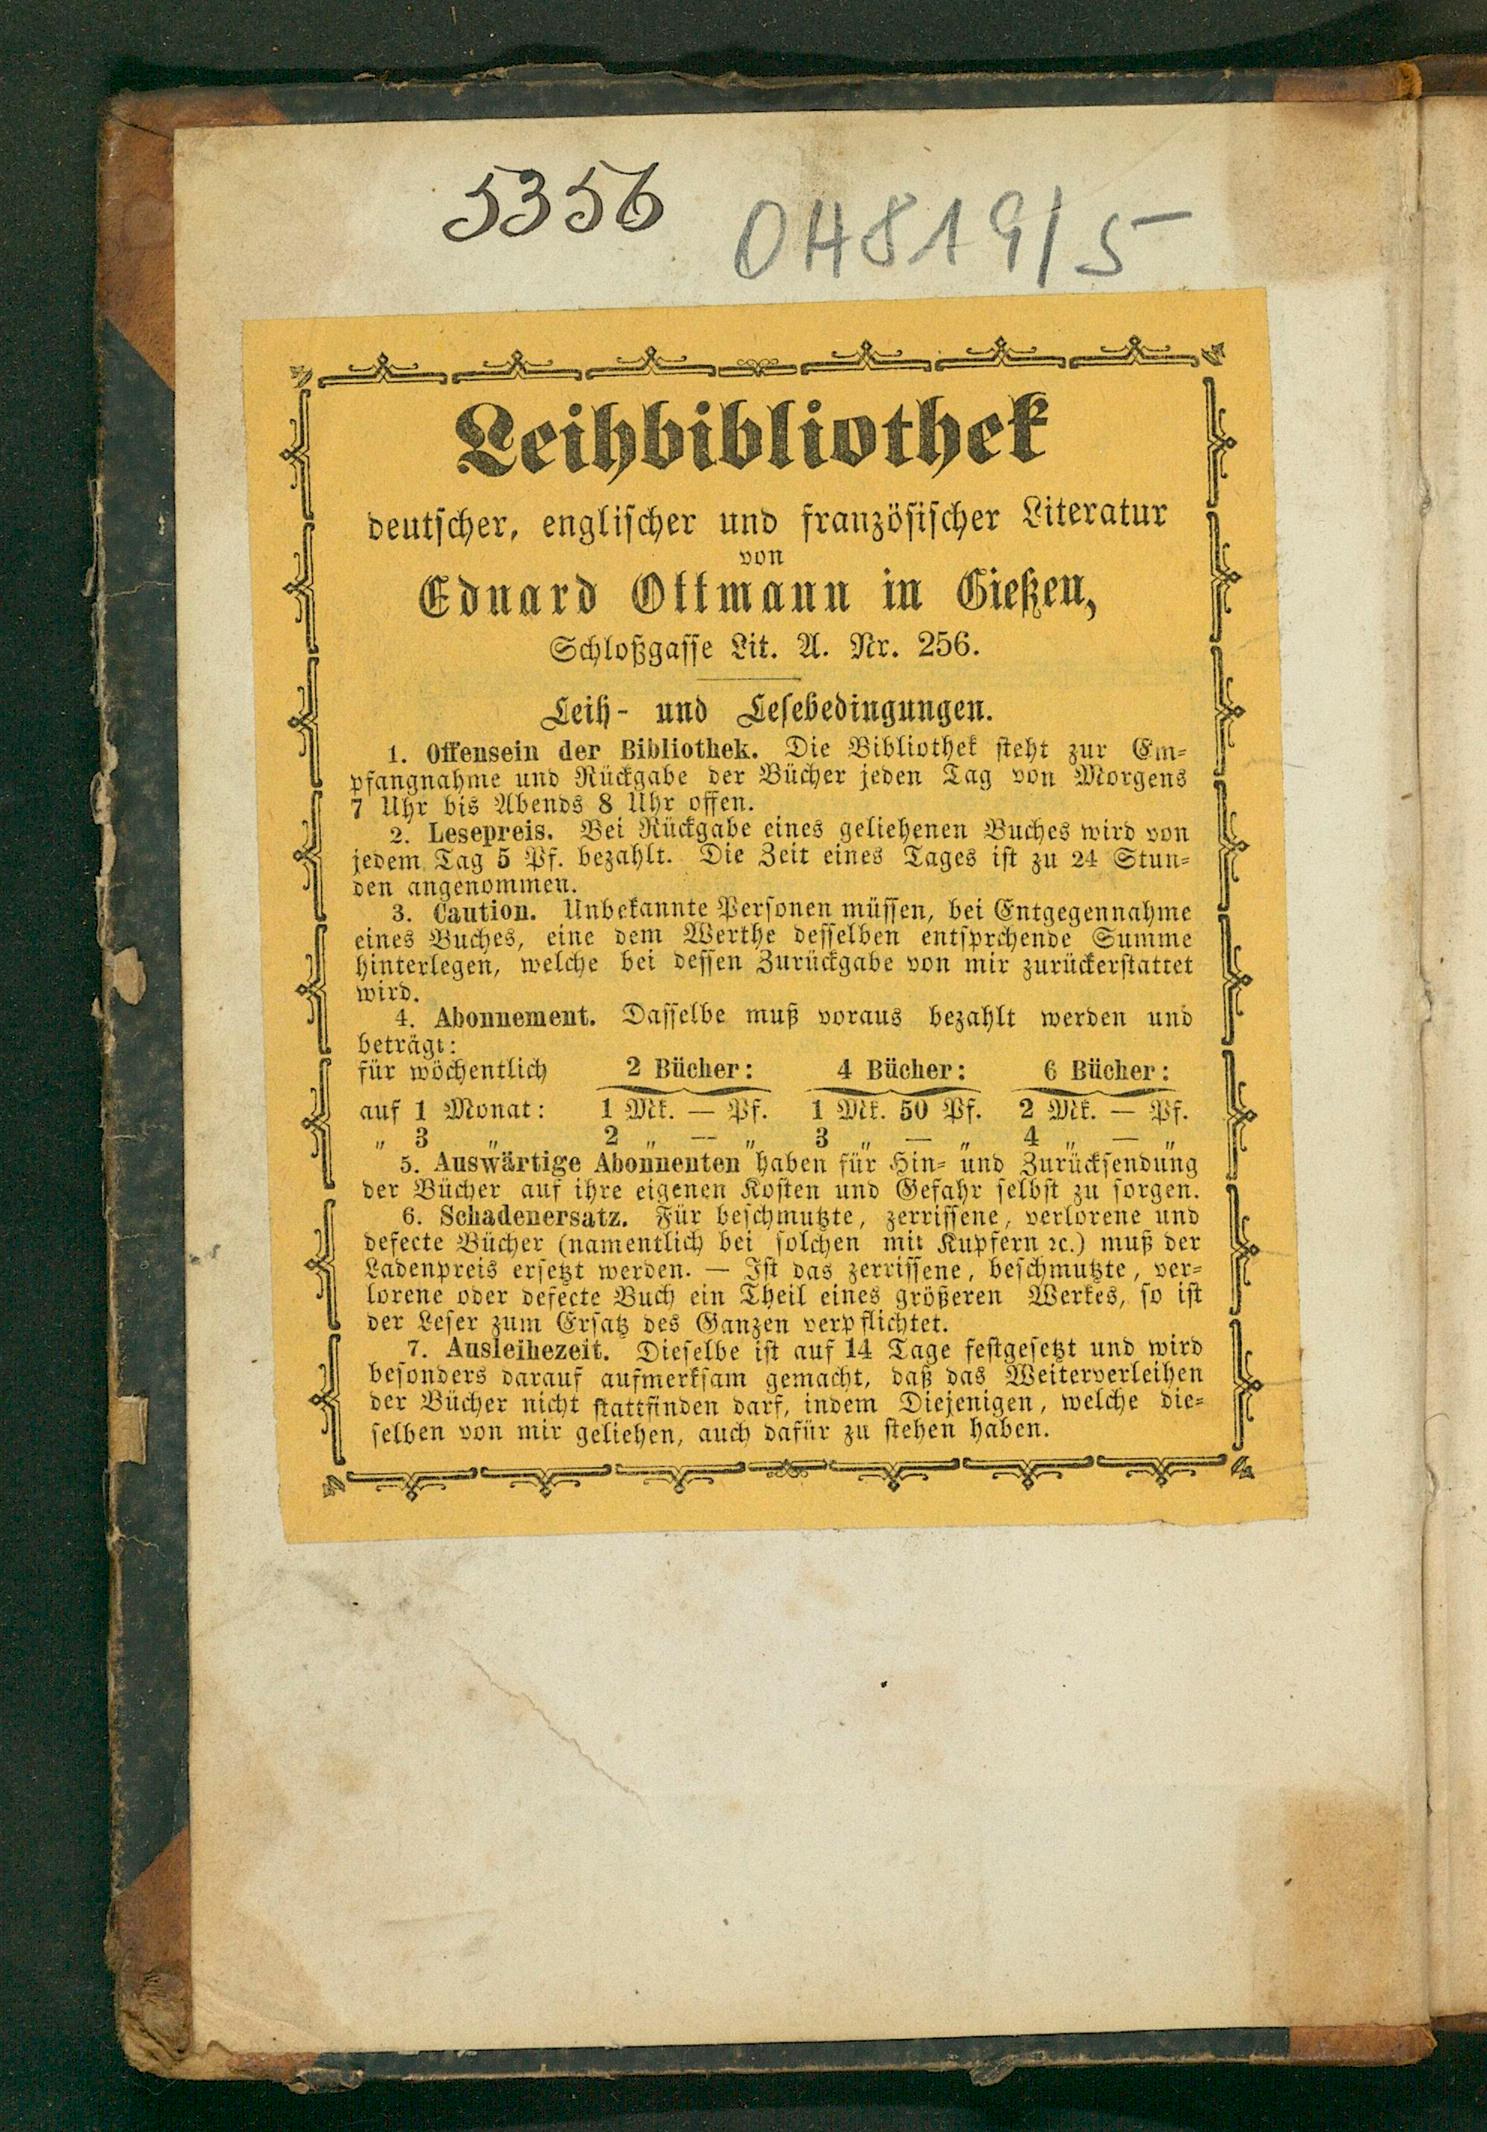 5356
OH 819/5
Leihbibliothek
deutscher, englischer und französischer Literatur
von
Eduard Ottmann in Gießen,
Schloßgasse Lit. A. Nr. 256.
Leih- und Lesebedingungen.
1. Offensein der Bibliothek. Die Bibliothek steht zur Em-
pfangnahme und Rückgabe der Bücher jeden Tag von Morgens
7 Uhr bis Abends 8 Uhr offen.
2. Lesepreis. Bei Rückgabe eines geliehenen Buches wird von
jedem Tag 5 Pf. bezahlt. Die Zeit eines Tages ist zu 24 Stun-
den angenommen.
3. Caution. Unbekannte Personen müssen, bei Entgegennahme
eines Buches, eine dem Werthe desselben entsprchende Summe
hinterlegen, welche bei dessen Zurückgabe von mir zurückerstattet
wird.
4. Abonnement. Dasselbe muß voraus bezahlt werden und
beträgt:
für wöchentlich 2 Bücher: 4 Bücher: 6 Bücher:
auf 1 Monat: 1 Mk. — Pf. 1 Mk. 50 Pf. 2 Mk. — Pf.
„ 3 „ 2 „ — „ 3 „ — „ 4 „ — „
5. Auswärtige Abonnenten haben für Hin- und Zurücksendung
der Bücher auf ihre eigenen Kosten und Gefahr selbst zu sorgen.
6. Schadenersatz. Für beschmutzte, zerrissene, verlorene und
defecte Bücher (namentlich bei solchen mit Kupfern ꝛc.) muß der
Ladenpreis ersetzt werden. — Ist das zerrissene, beschmutzte, ver-
lorene oder defecte Buch ein Theil eines größeren Werkes, so ist
der Leser zum Ersatz des Ganzen verpflichtet.
7. Ausleihezeit. Dieselbe ist auf 14 Tage festgesetzt und wird
besonders darauf aufmerksam gemacht, daß das Weiterverleihen
der Bücher nicht stattfinden darf, indem Diejenigen, welche die-
selben von mir geliehen, auch dafür zu stehen haben.